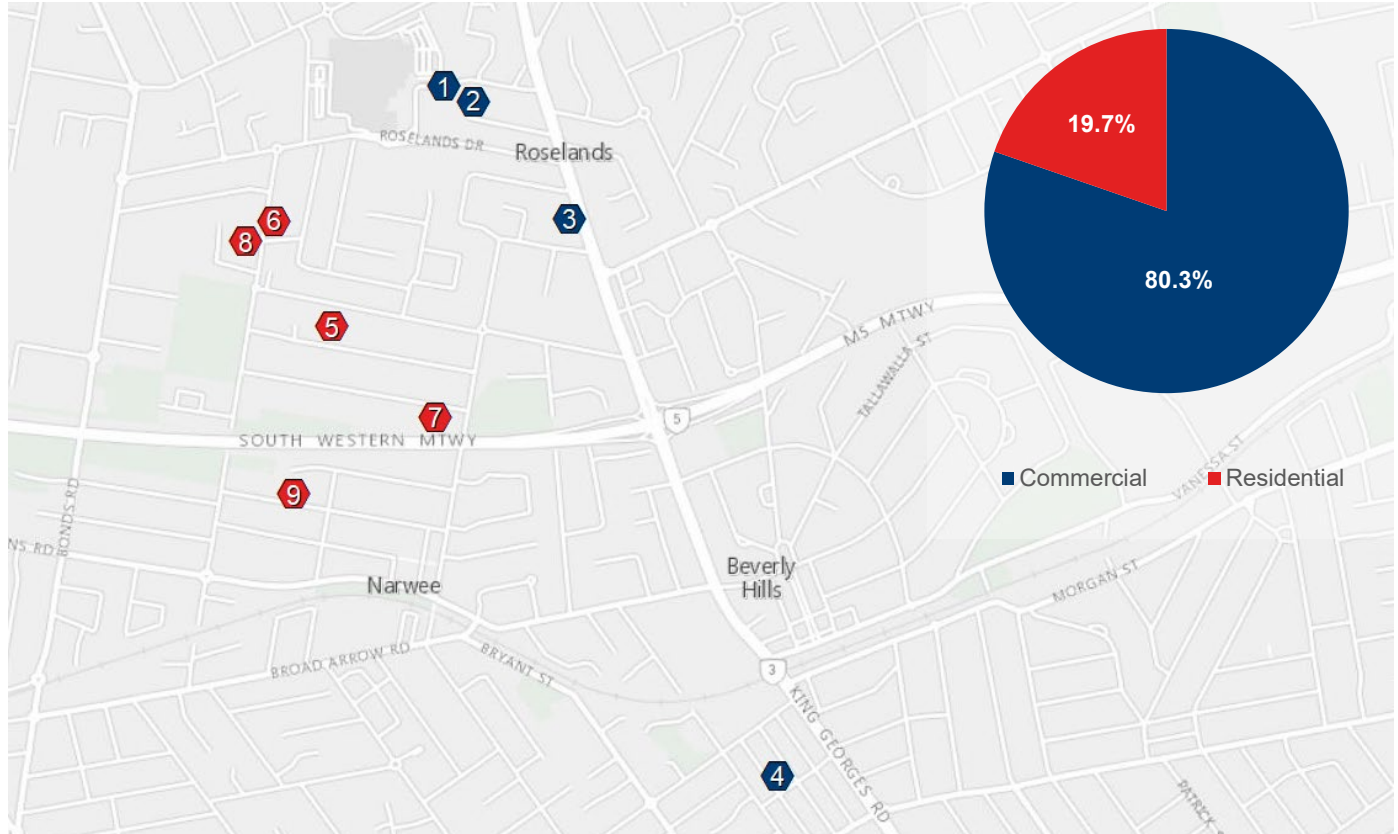 1
2
ROSELANDS DR
Roselands
3
6
8
5
7
SOUTH WESTERN MTWY
9
BONDS RD
NS RD
Narwee
BROAD ARROW RD
BRYANT ST
M5 MTWY
5
TALLAWALLA ST
VANESSA ST
MORGAN ST
Beverly
Hills
3
KING GEORGES RD
4
PATRICK
19.7%
80.3%
Commercial
Residential